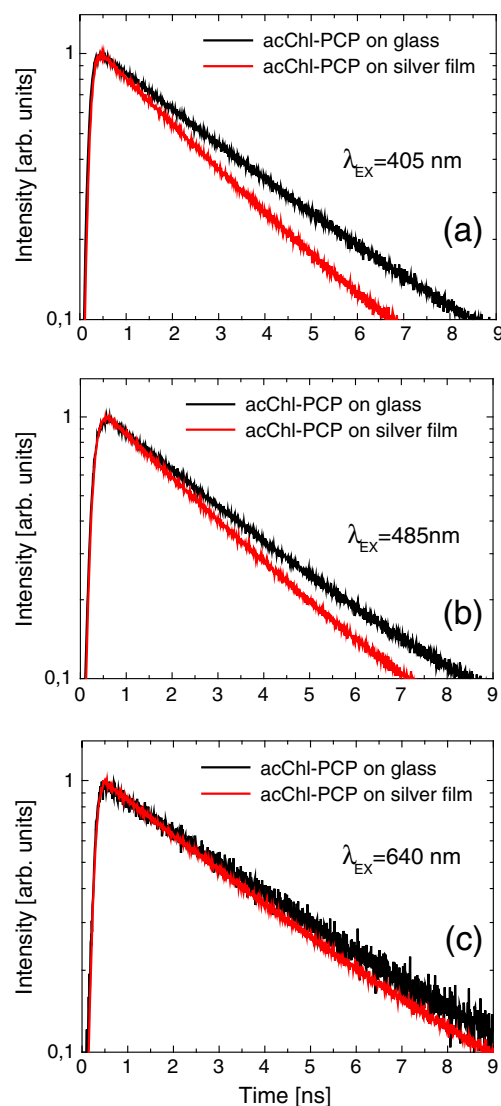 1
acChl-PCP on glass
acChl-PCP on silver film
λEX=405 nm
(a)
Intensity [arb. units]
0,1
0 1 2 3 4 5 6 7 8 9
1
acChl-PCP on glass
acChl-PCP on silver film
λEX=485nm
(b)
Intensity [arb. units]
0,1
0 1 2 3 4 5 6 7 8 9
1
acChl-PCP on glass
acChl-PCP on silver film
λEX=640 nm
(c)
Intensity [arb. units]
0,1
0 1 2 3 4 5 6 7 8 9
Time [ns]